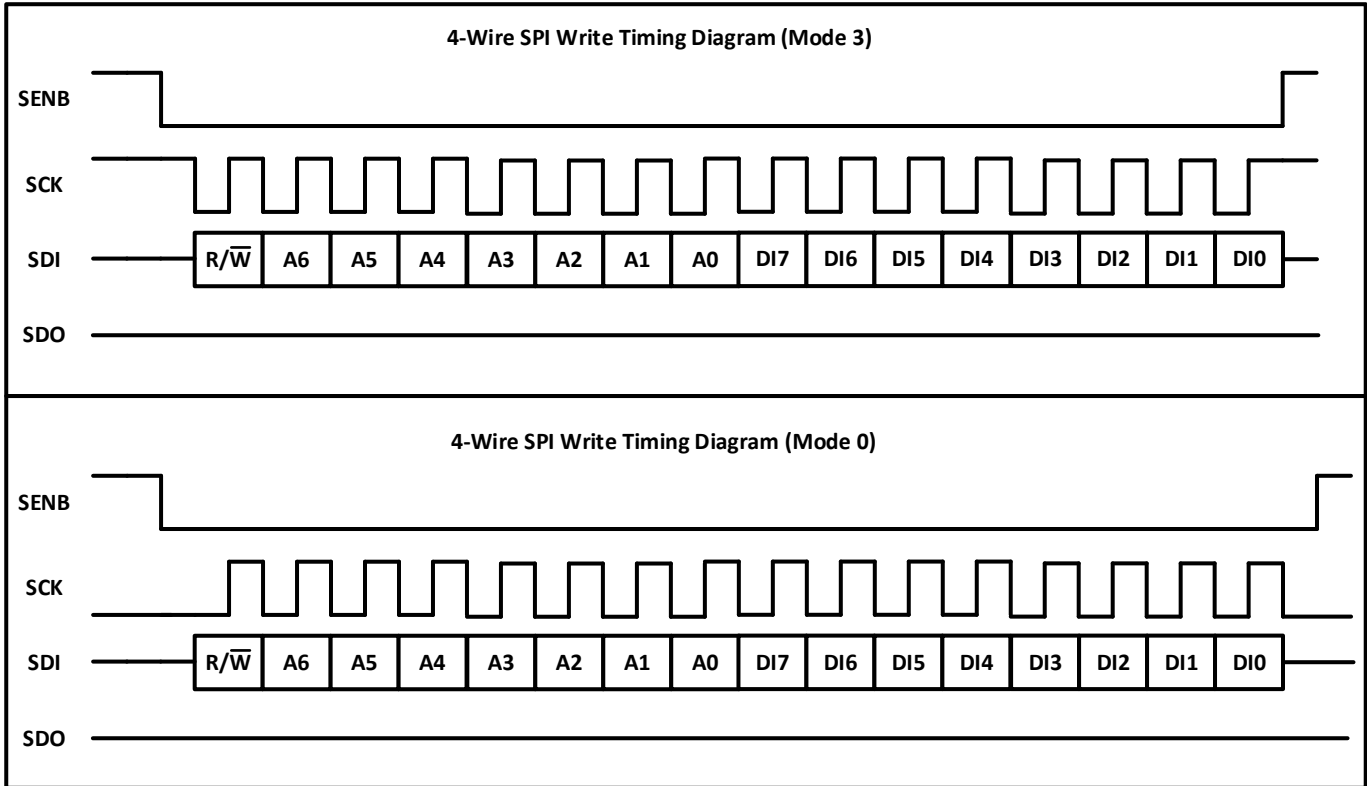 4-Wire SPI Write Timing Diagram (Mode 3)
SENB
SCK
SDI R/W̅ A6 A5 A4 A3 A2 A1 A0 DI7 DI6 DI5 DI4 DI3 DI2 DI1 DI0
SDO
4-Wire SPI Write Timing Diagram (Mode 0)
SENB
SCK
SDI R/W̅ A6 A5 A4 A3 A2 A1 A0 DI7 DI6 DI5 DI4 DI3 DI2 DI1 DI0
SDO